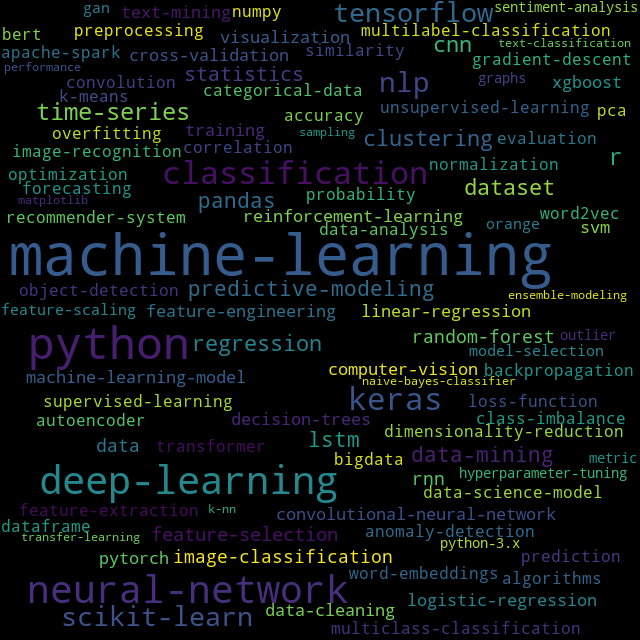 gan text-mining numpy tensorflow sentiment-analysis
bert preprocessing visualization multilabel-classification
cnn text-classification
apache-spark cross-validation similarity gradient-descent
performance
convolution statistics nlp graphs xgboost
k-means categorical-data
time-series accuracy unsupervised-learning pca
overfitting training sampling clustering evaluation
image-recognition correlation r
optimization classification normalization
forecasting pandas probability dataset
matplotlib
recommender-system reinforcement-learning word2vec
data-analysis orange svm
machine-learning
object-detection predictive-modeling ensemble-modeling
feature-scaling feature-engineering linear-regression
python regression random-forest outlier
model-selection
machine-learning-model computer-vision backpropagation
naive-bayes-classifier
supervised-learning keras loss-function
autoencoder decision-trees class-imbalance
dimensionality-reduction
data transformer lstm data-mining
bigdata metric
deep-learning rnn hyperparameter-tuning
data-science-model
feature-extraction k-nn convolutional-neural-network
dataframe
transfer-learning feature-selection anomaly-detection
python-3.x
pytorch image-classification prediction
neural-network word-embeddings algorithms
scikit-learn data-cleaning logistic-regression
multiclass-classification